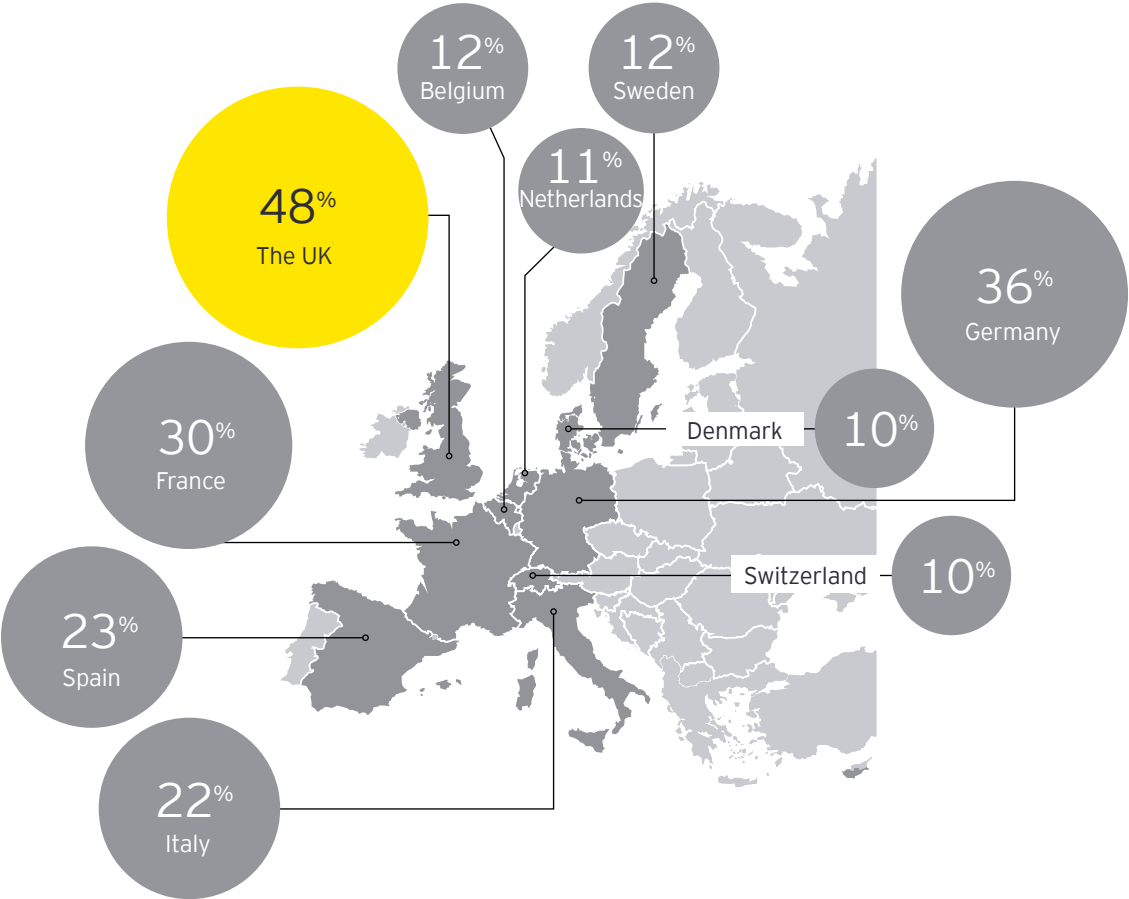 12%
Belgium
12%
Sweden
11%
Netherlands
48%
The UK
36%
Germany
30%
France
Denmark
10%
Switzerland
10%
23%
Spain
22%
Italy